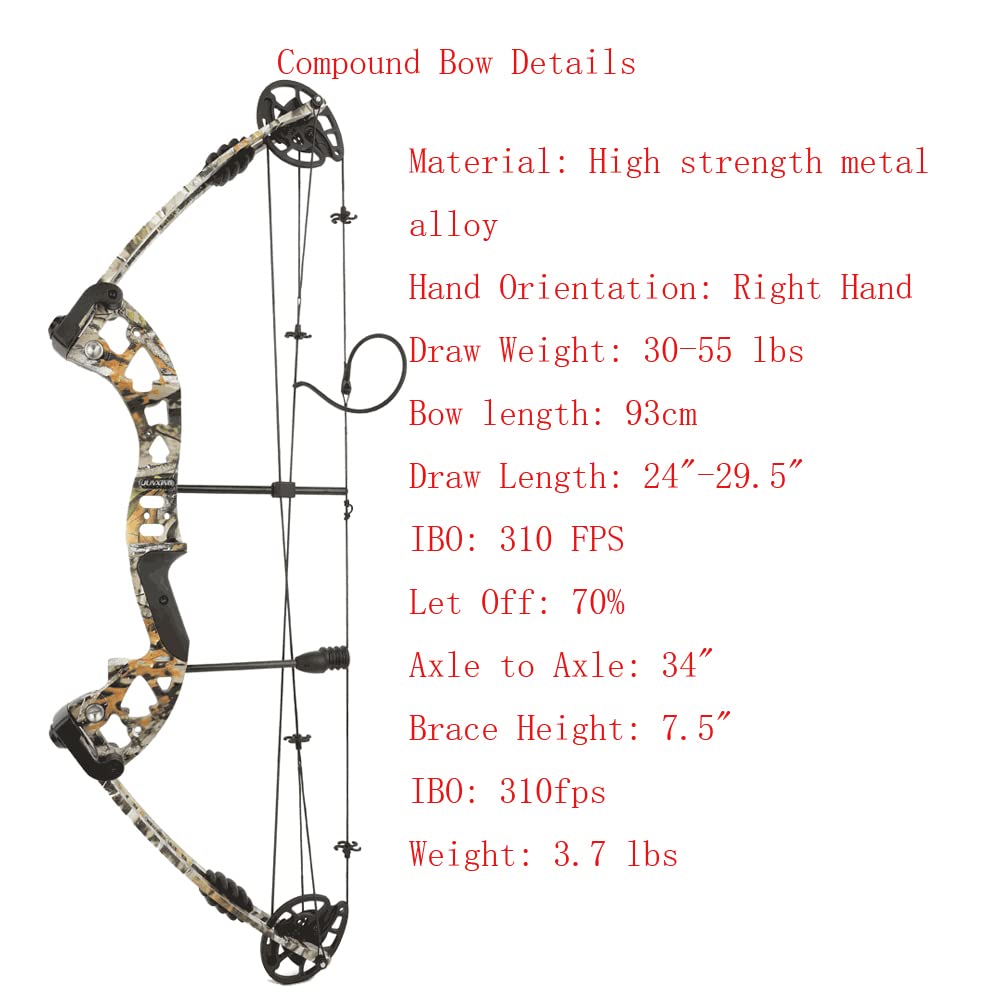 Compound Bow Details
Material: High strength metal
alloy
Hand Orientation: Right Hand
Draw Weight: 30-55 lbs
Bow length: 93cm
Draw Length: 24"-29.5"
IBO: 310 FPS
Let Off: 70%
Axle to Axle: 34"
Brace Height: 7.5"
IBO: 310fps
Weight: 3.7 lbs
JUNXING